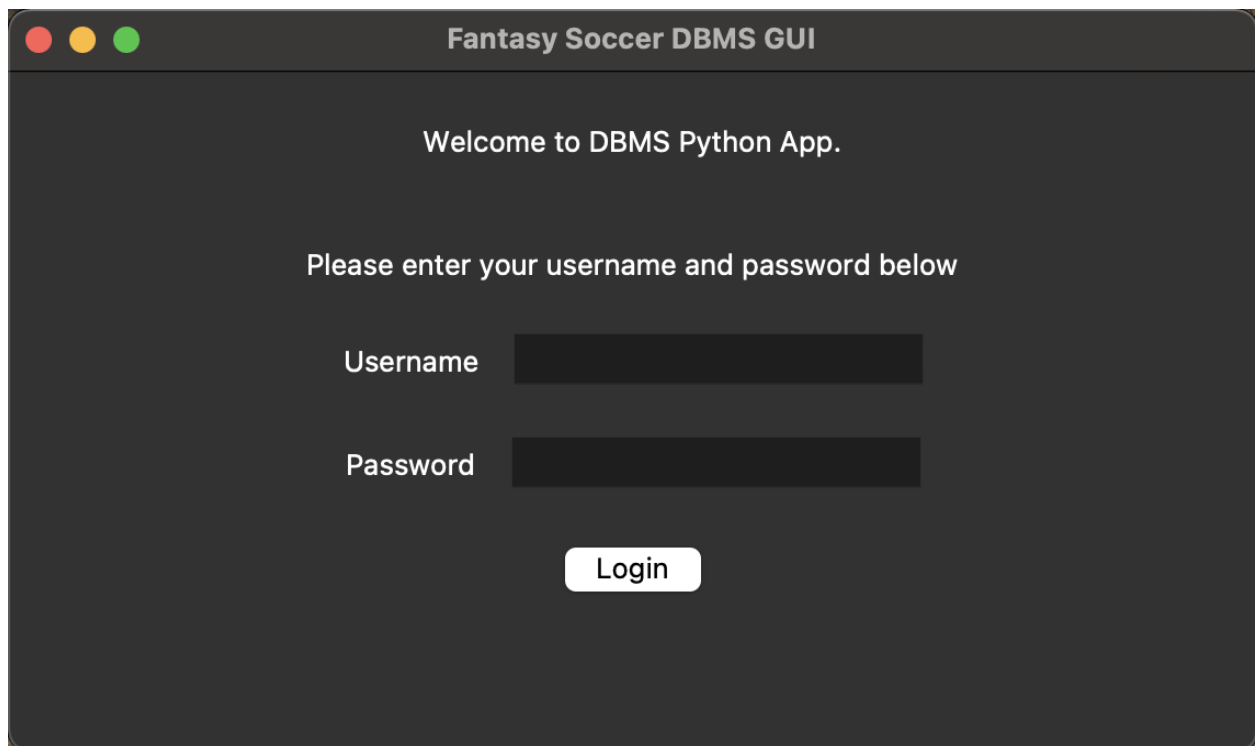 Fantasy Soccer DBMS GUI
Welcome to DBMS Python App.
Please enter your username and password below
Username
Password
Login